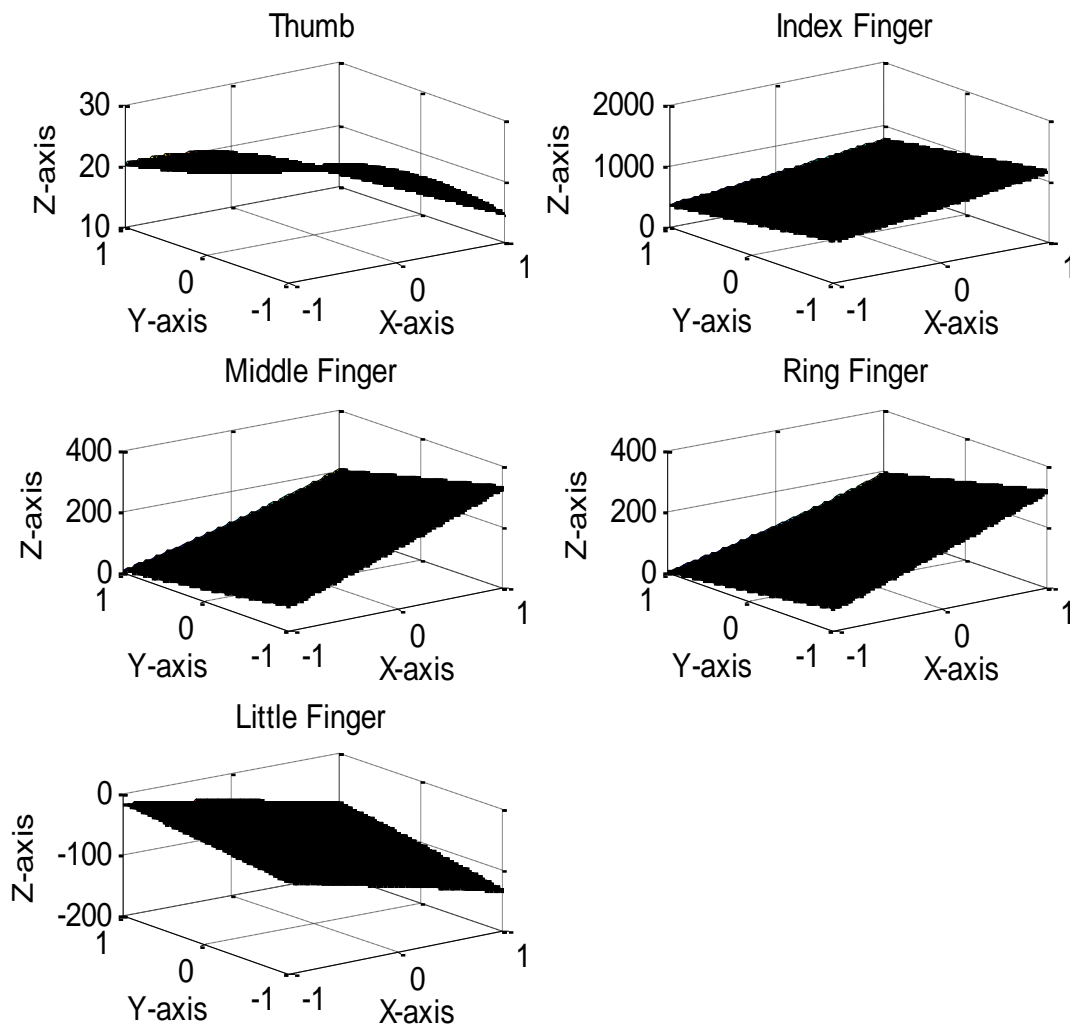 Thumb
30
20
10
Z-axis
1
0
-1
Y-axis
-1
0
1
X-axis
Index Finger
2000
1000
0
Z-axis
1
0
-1
Y-axis
-1
0
1
X-axis
Middle Finger
400
200
0
Z-axis
1
0
-1
Y-axis
-1
0
1
X-axis
Ring Finger
400
200
0
Z-axis
1
0
-1
Y-axis
-1
0
1
X-axis
Little Finger
0
-100
-200
Z-axis
1
0
-1
Y-axis
-1
0
1
X-axis